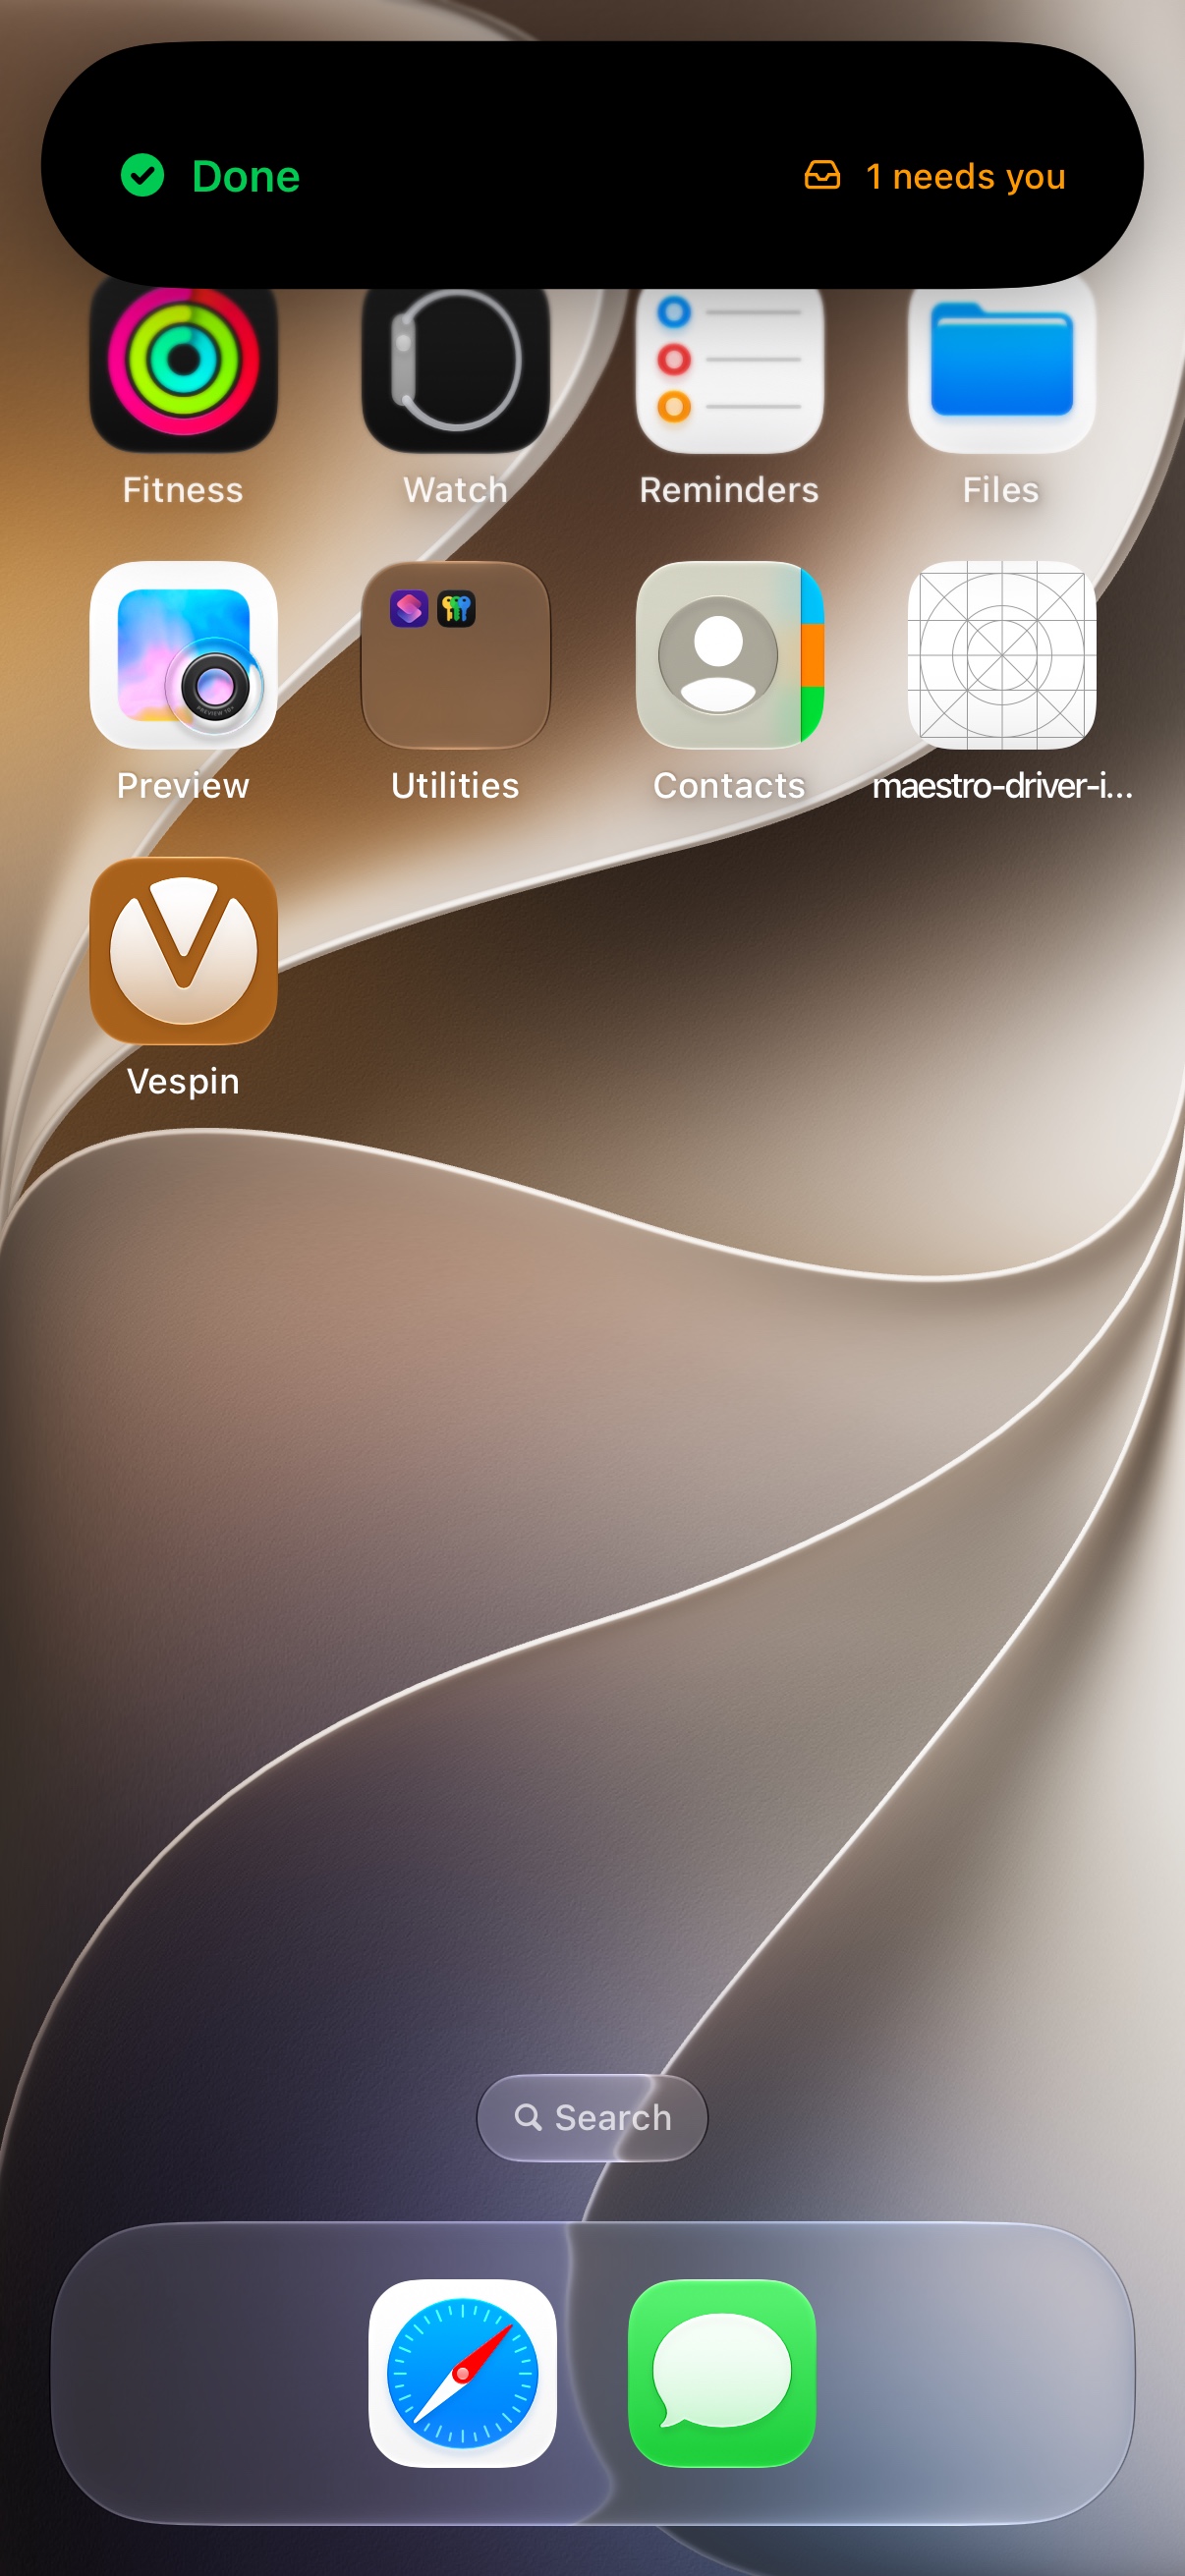 Done
1 needs you
Fitness
Watch
Reminders
Files
Preview
Utilities
Contacts
maestro-driver-i...
Vespin
Search